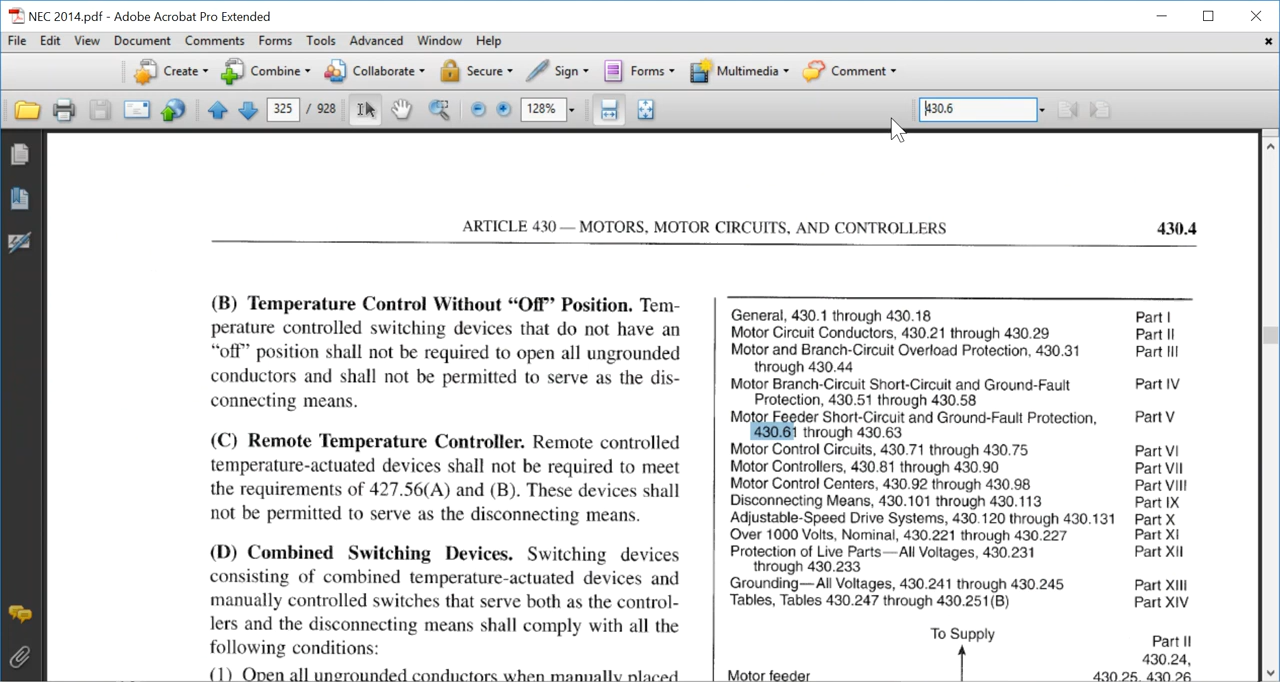 NEC 2014.pdf - Adobe Acrobat Pro Extended
File Edit View Document Comments Forms Tools Advanced Window Help
Create Combine Collaborate Secure Sign Forms Multimedia Comment
325 / 928 128% 430.6
ARTICLE 430 — MOTORS, MOTOR CIRCUITS, AND CONTROLLERS 430.4
(B) Temperature Control Without “Off” Position. Tem-
perature controlled switching devices that do not have an
“off” position shall not be required to open all ungrounded
conductors and shall not be permitted to serve as the dis-
connecting means.
(C) Remote Temperature Controller. Remote controlled
temperature-actuated devices shall not be required to meet
the requirements of 427.56(A) and (B). These devices shall
not be permitted to serve as the disconnecting means.
(D) Combined Switching Devices. Switching devices
consisting of combined temperature-actuated devices and
manually controlled switches that serve both as the control-
lers and the disconnecting means shall comply with all the
following conditions:
(1) Open all ungrounded conductors when manually placed
General, 430.1 through 430.18 Part I
Motor Circuit Conductors, 430.21 through 430.29 Part II
Motor and Branch-Circuit Overload Protection, 430.31 Part III
through 430.44
Motor Branch-Circuit Short-Circuit and Ground-Fault Part IV
Protection, 430.51 through 430.58
Motor Feeder Short-Circuit and Ground-Fault Protection, Part V
430.61 through 430.63
Motor Control Circuits, 430.71 through 430.75 Part VI
Motor Controllers, 430.81 through 430.90 Part VII
Motor Control Centers, 430.92 through 430.98 Part VIII
Disconnecting Means, 430.101 through 430.113 Part IX
Adjustable-Speed Drive Systems, 430.120 through 430.131 Part X
Over 1000 Volts, Nominal, 430.221 through 430.227 Part XI
Protection of Live Parts—All Voltages, 430.231 Part XII
through 430.233
Grounding—All Voltages, 430.241 through 430.245 Part XIII
Tables, Tables 430.247 through 430.251(B) Part XIV
To Supply
Part II
430.24,
Motor feeder 430.25, 430.26